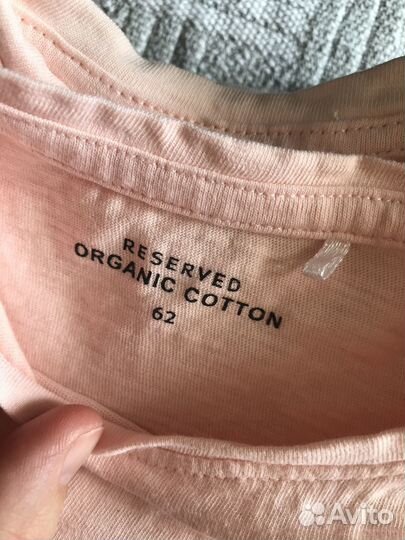 RESERVED
ORGANIC COTTON
62
Avito